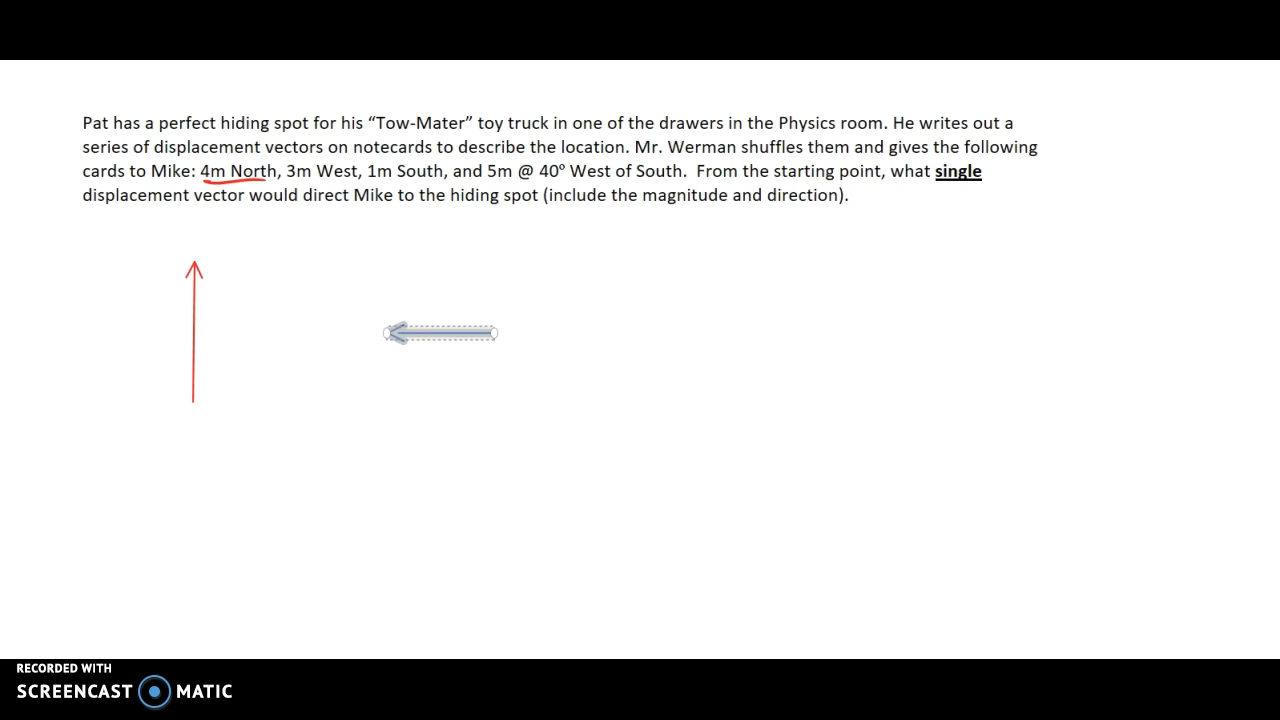 Pat has a perfect hiding spot for his “Tow-Mater” toy truck in one of the drawers in the Physics room. He writes out a
series of displacement vectors on notecards to describe the location. Mr. Werman shuffles them and gives the following
cards to Mike: 4m North, 3m West, 1m South, and 5m @ 40º West of South.  From the starting point, what single
displacement vector would direct Mike to the hiding spot (include the magnitude and direction).
RECORDED WITH
SCREENCAST MATIC